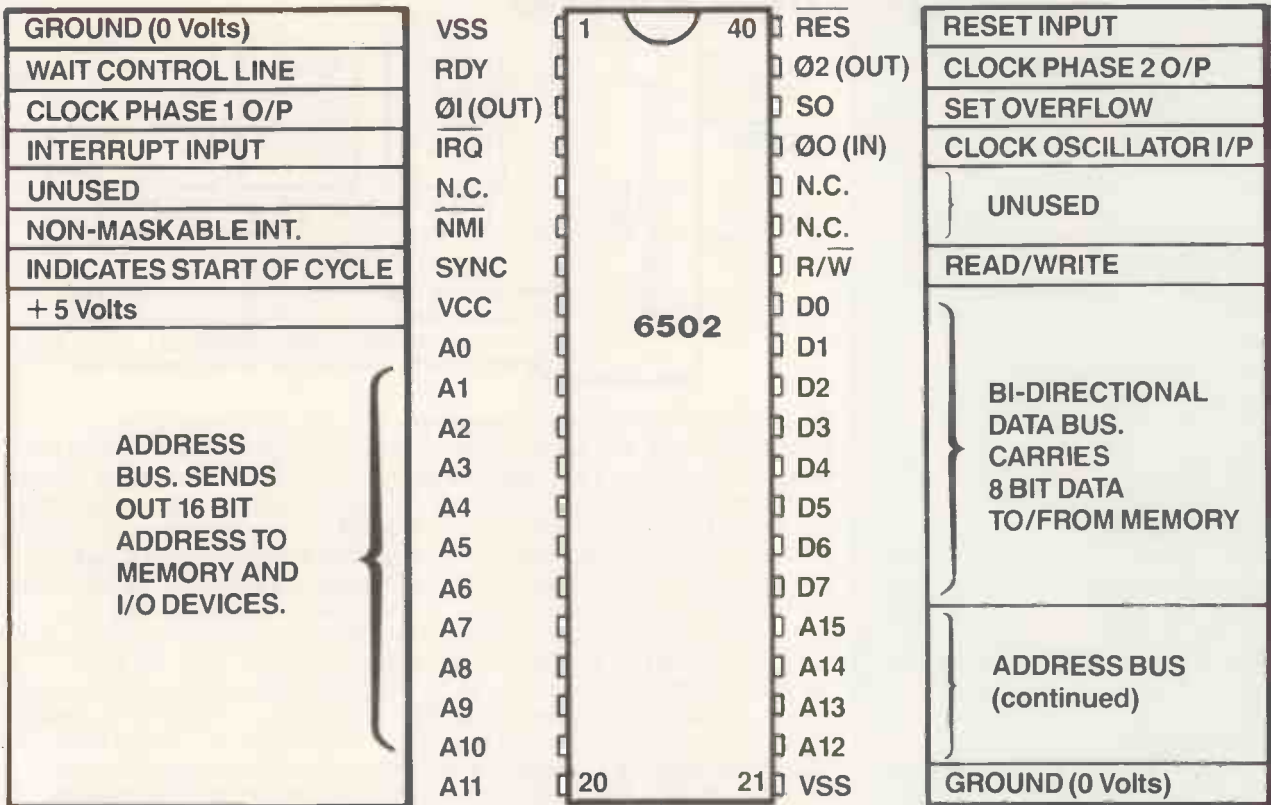 GROUND (0 Volts)
WAIT CONTROL LINE
CLOCK PHASE 1 O/P
INTERRUPT INPUT
UNUSED
NON-MASKABLE INT.
INDICATES START OF CYCLE
+ 5 Volts
ADDRESS
BUS. SENDS
OUT 16 BIT
ADDRESS TO
MEMORY AND
I/O DEVICES.
VSS
RDY
Ø1 (OUT)
I̅R̅Q̅
N.C.
N̅M̅I̅
SYNC
VCC
A0
A1
A2
A3
A4
A5
A6
A7
A8
A9
A10
A11
1
40
6502
20
21
R̅E̅S̅
Ø2 (OUT)
SO
ØO (IN)
N.C.
N.C.
R/W̅
D0
D1
D2
D3
D4
D5
D6
D7
A15
A14
A13
A12
VSS
RESET INPUT
CLOCK PHASE 2 O/P
SET OVERFLOW
CLOCK OSCILLATOR I/P
UNUSED
READ/WRITE
BI-DIRECTIONAL
DATA BUS.
CARRIES
8 BIT DATA
TO/FROM MEMORY
ADDRESS BUS
(continued)
GROUND (0 Volts)